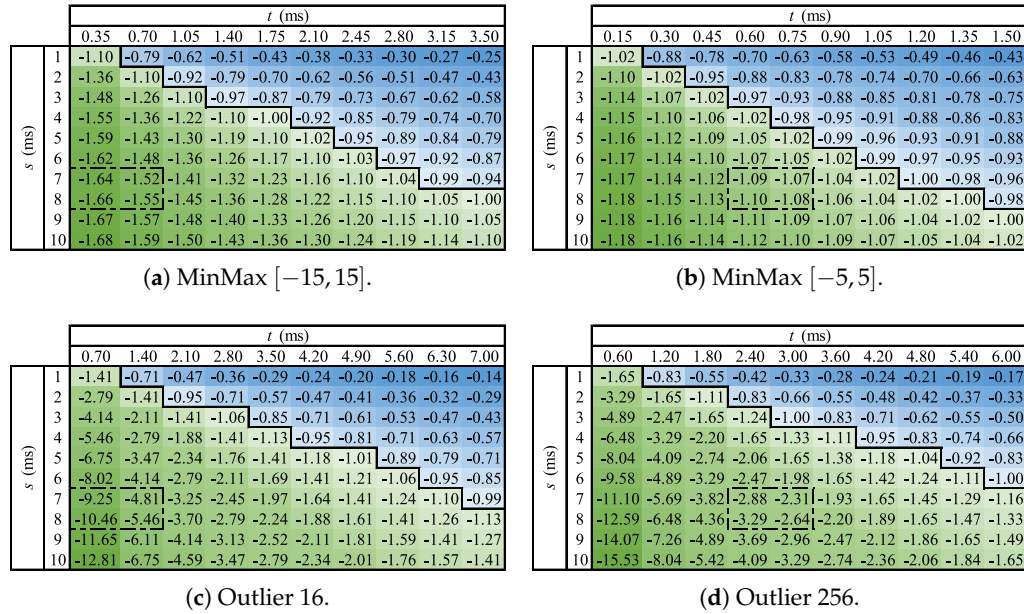 t (ms)
0.35 0.70 1.05 1.40 1.75 2.10 2.45 2.80 3.15 3.50
s (ms)
1 -1.10 -0.79 -0.62 -0.51 -0.43 -0.38 -0.33 -0.30 -0.27 -0.25
2 -1.36 -1.10 -0.92 -0.79 -0.70 -0.62 -0.56 -0.51 -0.47 -0.43
3 -1.48 -1.26 -1.10 -0.97 -0.87 -0.79 -0.73 -0.67 -0.62 -0.58
4 -1.55 -1.36 -1.22 -1.10 -1.00 -0.92 -0.85 -0.79 -0.74 -0.70
5 -1.59 -1.43 -1.30 -1.19 -1.10 -1.02 -0.95 -0.89 -0.84 -0.79
6 -1.62 -1.48 -1.36 -1.26 -1.17 -1.10 -1.03 -0.97 -0.92 -0.87
7 -1.64 -1.52 -1.41 -1.32 -1.23 -1.16 -1.10 -1.04 -0.99 -0.94
8 -1.66 -1.55 -1.45 -1.36 -1.28 -1.22 -1.15 -1.10 -1.05 -1.00
9 -1.67 -1.57 -1.48 -1.40 -1.33 -1.26 -1.20 -1.15 -1.10 -1.05
10 -1.68 -1.59 -1.50 -1.43 -1.36 -1.30 -1.24 -1.19 -1.14 -1.10
(a) MinMax [−15, 15].
t (ms)
0.15 0.30 0.45 0.60 0.75 0.90 1.05 1.20 1.35 1.50
s (ms)
1 -1.02 -0.88 -0.78 -0.70 -0.63 -0.58 -0.53 -0.49 -0.46 -0.43
2 -1.10 -1.02 -0.95 -0.88 -0.83 -0.78 -0.74 -0.70 -0.66 -0.63
3 -1.14 -1.07 -1.02 -0.97 -0.93 -0.88 -0.85 -0.81 -0.78 -0.75
4 -1.15 -1.10 -1.06 -1.02 -0.98 -0.95 -0.91 -0.88 -0.86 -0.83
5 -1.16 -1.12 -1.09 -1.05 -1.02 -0.99 -0.96 -0.93 -0.91 -0.88
6 -1.17 -1.14 -1.10 -1.07 -1.05 -1.02 -0.99 -0.97 -0.95 -0.93
7 -1.17 -1.14 -1.12 -1.09 -1.07 -1.04 -1.02 -1.00 -0.98 -0.96
8 -1.18 -1.15 -1.13 -1.10 -1.08 -1.06 -1.04 -1.02 -1.00 -0.98
9 -1.18 -1.16 -1.14 -1.11 -1.09 -1.07 -1.06 -1.04 -1.02 -1.00
10 -1.18 -1.16 -1.14 -1.12 -1.10 -1.09 -1.07 -1.05 -1.04 -1.02
(b) MinMax [−5, 5].
t (ms)
0.70 1.40 2.10 2.80 3.50 4.20 4.90 5.60 6.30 7.00
s (ms)
1 -1.41 -0.71 -0.47 -0.36 -0.29 -0.24 -0.20 -0.18 -0.16 -0.14
2 -2.79 -1.41 -0.95 -0.71 -0.57 -0.47 -0.41 -0.36 -0.32 -0.29
3 -4.14 -2.11 -1.41 -1.06 -0.85 -0.71 -0.61 -0.53 -0.47 -0.43
4 -5.46 -2.79 -1.88 -1.41 -1.13 -0.95 -0.81 -0.71 -0.63 -0.57
5 -6.75 -3.47 -2.34 -1.76 -1.41 -1.18 -1.01 -0.89 -0.79 -0.71
6 -8.02 -4.14 -2.79 -2.11 -1.69 -1.41 -1.21 -1.06 -0.95 -0.85
7 -9.25 -4.81 -3.25 -2.45 -1.97 -1.64 -1.41 -1.24 -1.10 -0.99
8 -10.46 -5.46 -3.70 -2.79 -2.24 -1.88 -1.61 -1.41 -1.26 -1.13
9 -11.65 -6.11 -4.14 -3.13 -2.52 -2.11 -1.81 -1.59 -1.41 -1.27
10 -12.81 -6.75 -4.59 -3.47 -2.79 -2.34 -2.01 -1.76 -1.57 -1.41
(c) Outlier 16.
t (ms)
0.60 1.20 1.80 2.40 3.00 3.60 4.20 4.80 5.40 6.00
s (ms)
1 -1.65 -0.83 -0.55 -0.42 -0.33 -0.28 -0.24 -0.21 -0.19 -0.17
2 -3.29 -1.65 -1.11 -0.83 -0.66 -0.55 -0.48 -0.42 -0.37 -0.33
3 -4.89 -2.47 -1.65 -1.24 -1.00 -0.83 -0.71 -0.62 -0.55 -0.50
4 -6.48 -3.29 -2.20 -1.65 -1.33 -1.11 -0.95 -0.83 -0.74 -0.66
5 -8.04 -4.09 -2.74 -2.06 -1.65 -1.38 -1.18 -1.04 -0.92 -0.83
6 -9.58 -4.89 -3.29 -2.47 -1.98 -1.65 -1.42 -1.24 -1.11 -1.00
7 -11.10 -5.69 -3.82 -2.88 -2.31 -1.93 -1.65 -1.45 -1.29 -1.16
8 -12.59 -6.48 -4.36 -3.29 -2.64 -2.20 -1.89 -1.65 -1.47 -1.33
9 -14.07 -7.26 -4.89 -3.69 -2.96 -2.47 -2.12 -1.86 -1.65 -1.49
10 -15.53 -8.04 -5.42 -4.09 -3.29 -2.74 -2.36 -2.06 -1.84 -1.65
(d) Outlier 256.